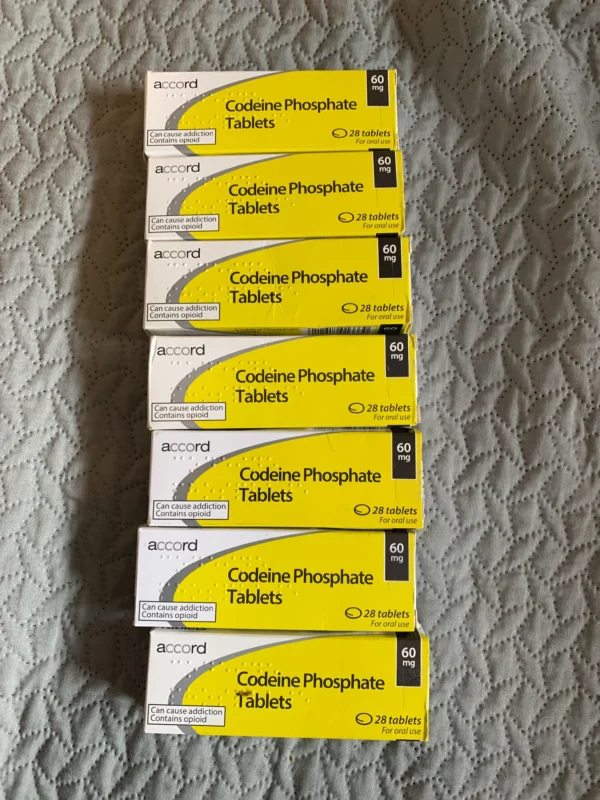 accord
60
mg
Codeine Phosphate
Tablets
Can cause addiction
Contains opioid
28 tablets
For oral use
accord
60
mg
Codeine Phosphate
Tablets
Can cause addiction
Contains opioid
28 tablets
For oral use
accord
60
mg
Codeine Phosphate
Tablets
Can cause addiction
Contains opioid
28 tablets
For oral use
60
accord
60
mg
Codeine Phosphate
Tablets
Can cause addiction
Contains opioid
28 tablets
For oral use
accord
60
mg
Codeine Phosphate
Tablets
Can cause addiction
Contains opioid
28 tablets
For oral use
accord
60
mg
Codeine Phosphate
Tablets
Can cause addiction
Contains opioid
28 tablets
For oral use
accord
60
mg
Codeine Phosphate
Tablets
Can cause addiction
Contains opioid
28 tablets
For oral use